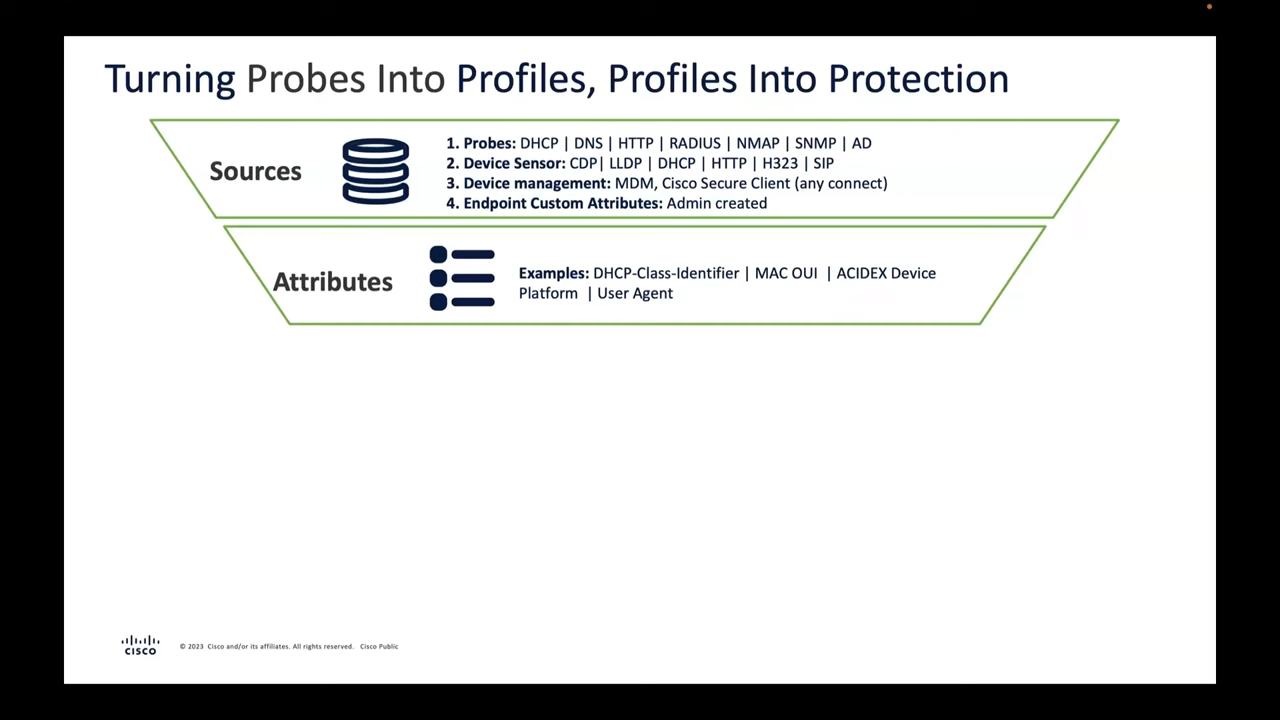 Turning Probes Into Profiles, Profiles Into Protection
Sources
1. Probes: DHCP | DNS | HTTP | RADIUS | NMAP | SNMP | AD
2. Device Sensor: CDP| LLDP | DHCP | HTTP | H323 | SIP
3. Device management: MDM, Cisco Secure Client (any connect)
4. Endpoint Custom Attributes: Admin created
Attributes
Examples: DHCP-Class-Identifier | MAC OUI | ACIDEX Device
Platform | User Agent
CISCO
© 2023 Cisco and/or its affiliates. All rights reserved. Cisco Public